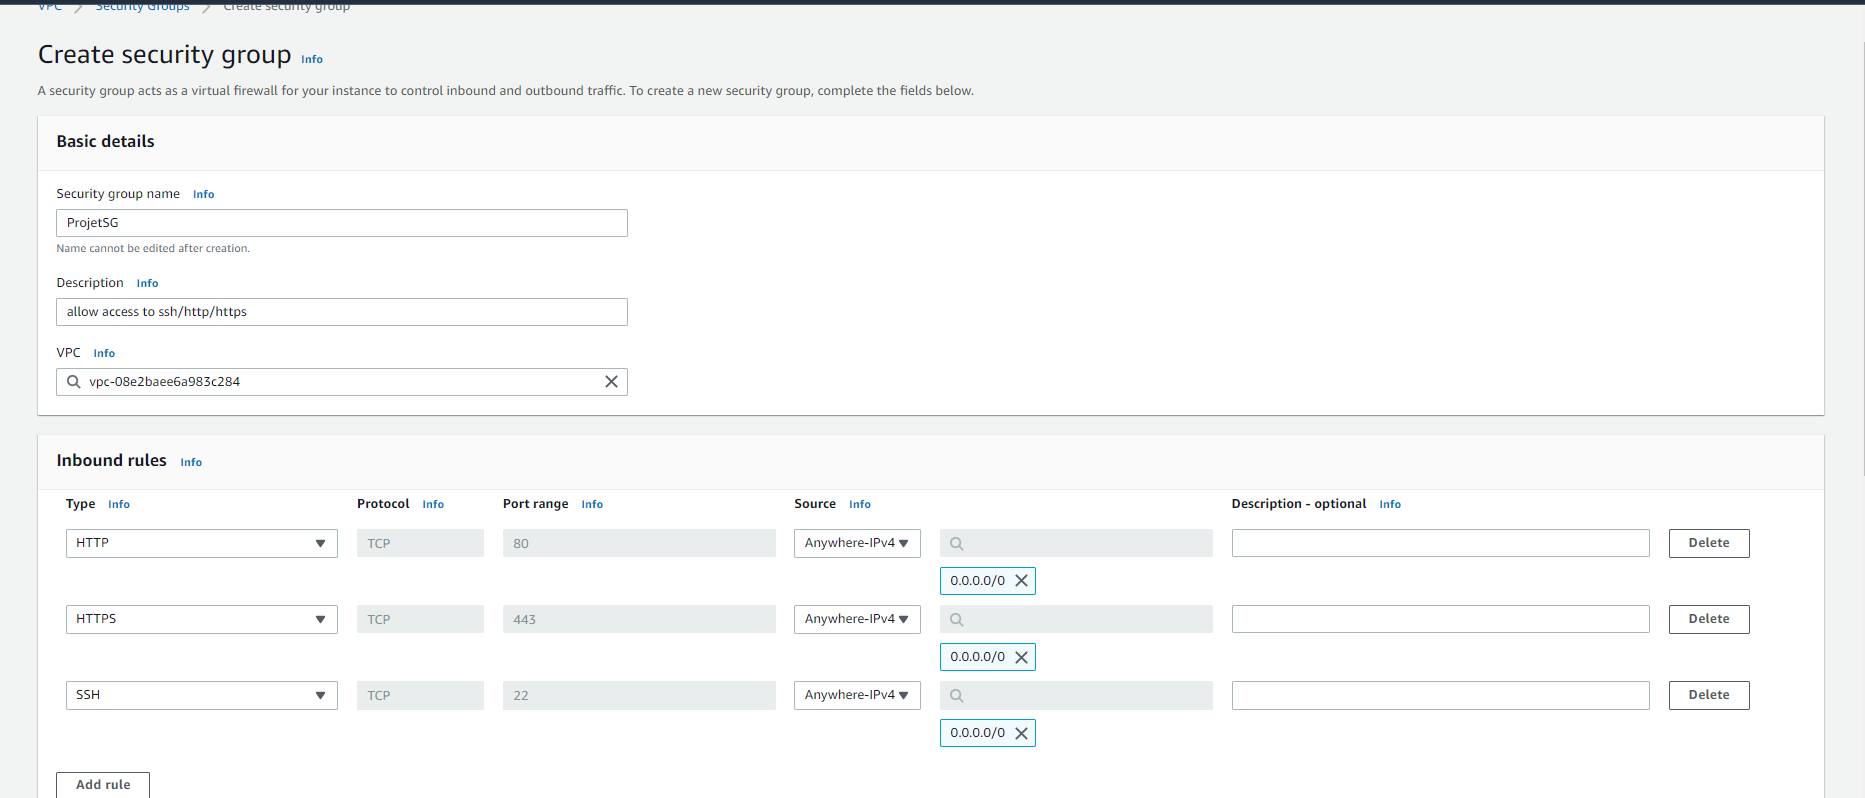 VPC > Security Groups > Create security group
Create security group Info
A security group acts as a virtual firewall for your instance to control inbound and outbound traffic. To create a new security group, complete the fields below.
Basic details
Security group name Info
ProjetSG
Name cannot be edited after creation.
Description Info
allow access to ssh/http/https
VPC Info
vpc-08e2baee6a983c284
Inbound rules Info
Type Info Protocol Info Port range Info Source Info Description - optional Info
HTTP TCP 80 Anywhere-IPv4 Delete
0.0.0.0/0
HTTPS TCP 443 Anywhere-IPv4 Delete
0.0.0.0/0
SSH TCP 22 Anywhere-IPv4 Delete
0.0.0.0/0
Add rule